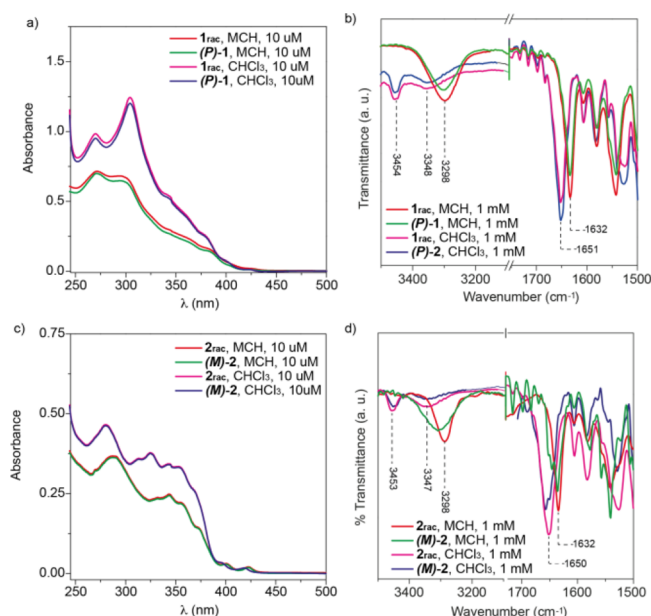 a)
1rac, MCH, 10 uM
(P)-1, MCH, 10 uM
1rac, CHCl3, 10 uM
(P)-1, CHCl3, 10uM
Absorbance
1.5
1.0
0.5
0.0
250 300 350 400 450 500
λ (nm)
b)
Transmittance (a. u.)
3454
3348
3298
1632
1651
1rac, MCH, 1 mM
(P)-1, MCH, 1 mM
1rac, CHCl3, 1 mM
(P)-2, CHCl3, 1 mM
3400 3200 1700 1600 1500
Wavenumber (cm-1)
c)
2rac, MCH, 10 uM
(M)-2, MCH, 10 uM
2rac, CHCl3, 10 uM
(M)-2, CHCl3, 10uM
Absorbance
0.75
0.50
0.25
0.00
250 300 350 400 450 500
λ (nm)
d)
% Transmittance (a. u.)
3453
3347
3298
1632
1650
2rac, MCH, 1 mM
(M)-2, MCH, 1 mM
2rac, CHCl3, 1 mM
(M)-2, CHCl3, 1 mM
3400 3200 1700 1600 1500
Wavenumber (cm-1)